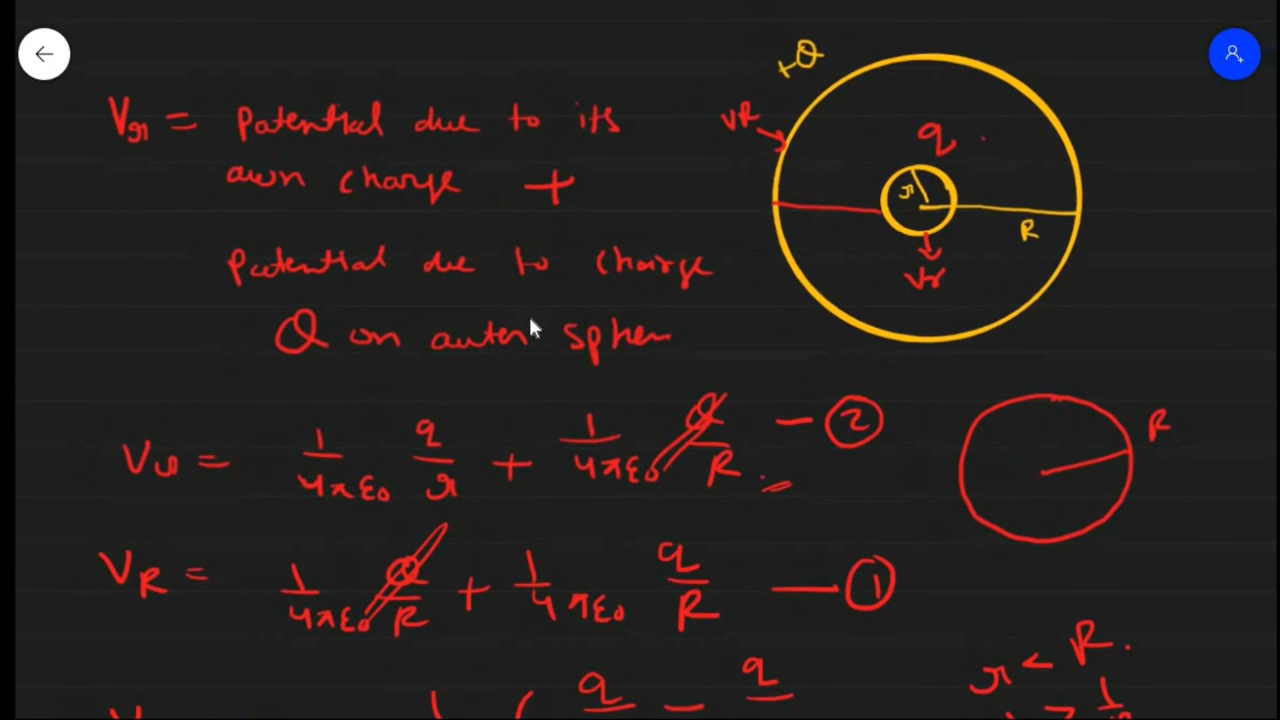 Vr = Potential due to its
own charge +
Potential due to charge
Q on outer sphere
Vr = 1/4πε0 q/r + 1/4πε0 Q/R - ②
VR = 1/4πε0 Q/R + 1/4πε0 q/R - ①
q - q
+Q
VR
q
r
R
Vr
R
r < R.